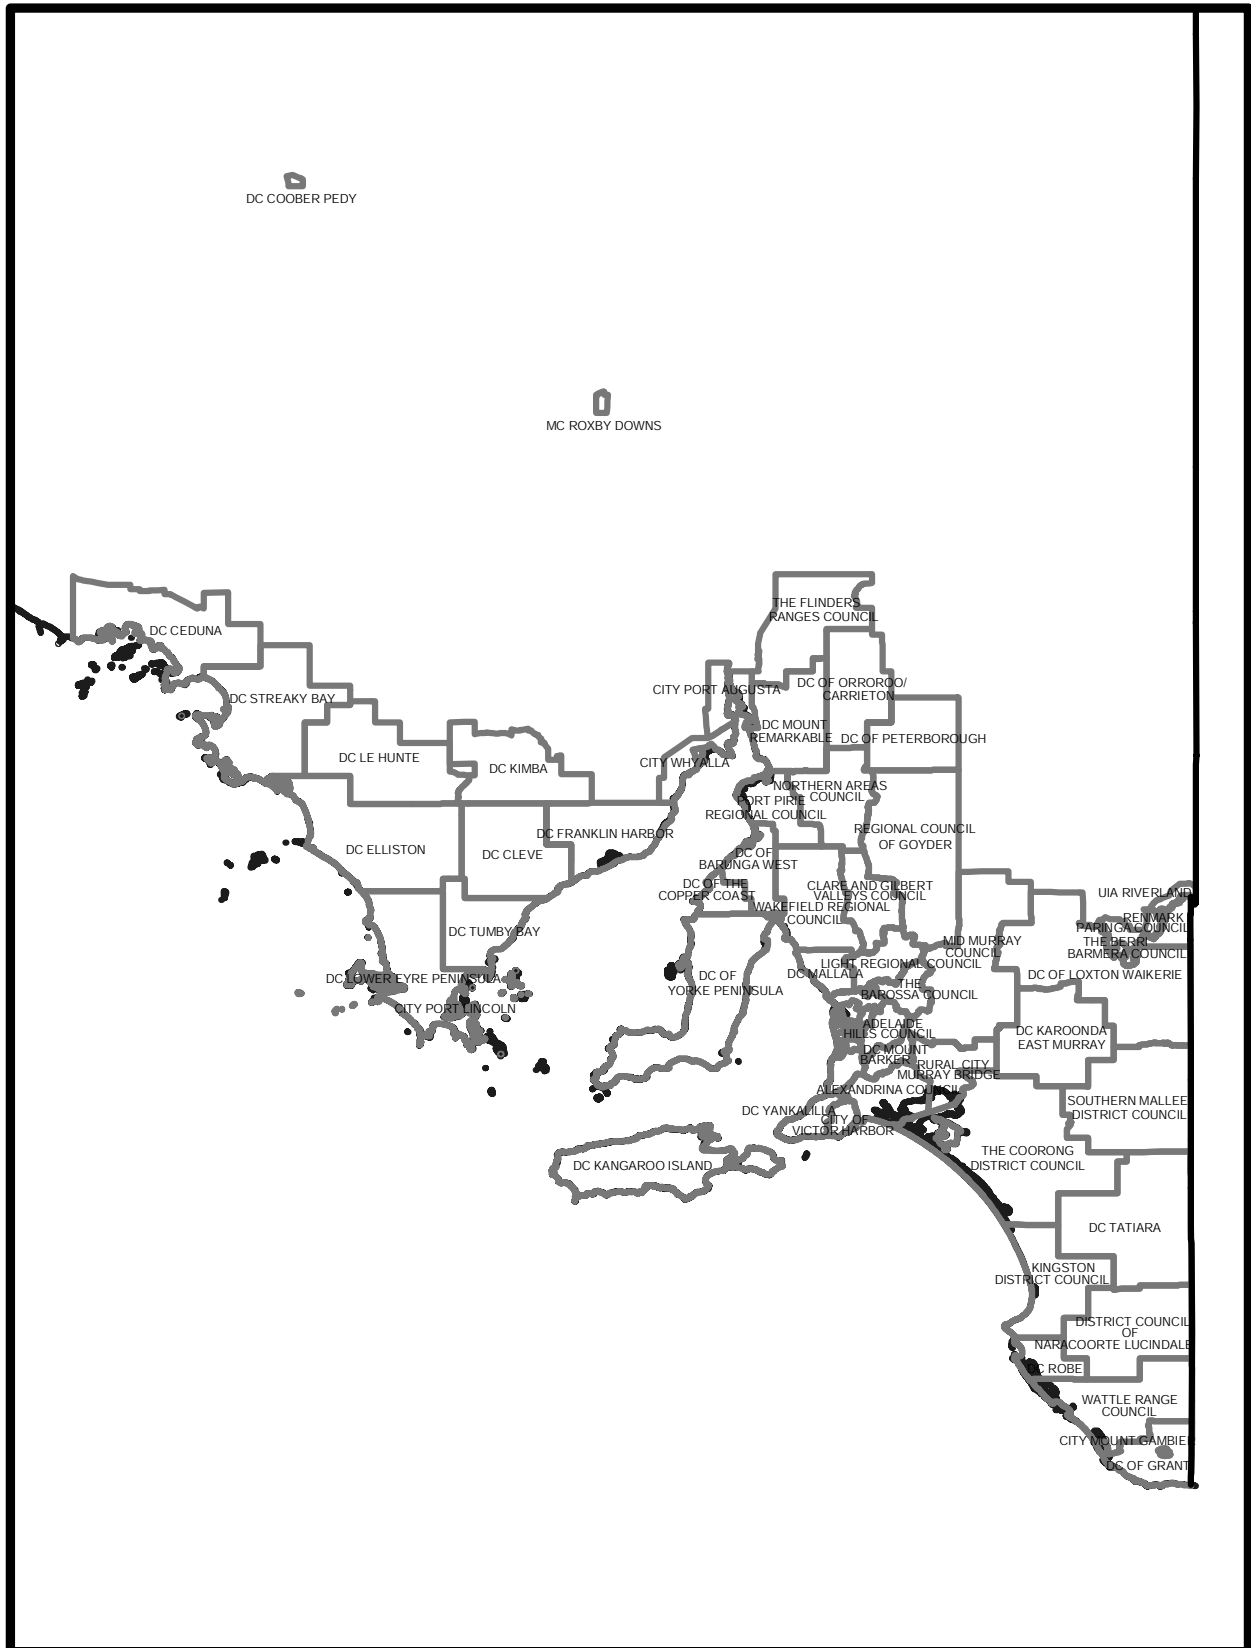 DC COOBER PEDY
MC ROXBY DOWNS
THE FLINDERS
RANGES COUNCIL
DC CEDUNA
DC STREAKY BAY
CITY PORT AUGUSTA
DC OF ORROROO/
CARRIETON
DC MOUNT
REMARKABLE
DC OF PETERBOROUGH
DC LE HUNTE
DC KIMBA
CITY WHYALLA
NORTHERN AREAS
COUNCIL
PORT PIRIE
REGIONAL COUNCIL
DC FRANKLIN HARBOR
REGIONAL COUNCIL
OF GOYDER
DC ELLISTON
DC CLEVE
DC OF
BARUNGA WEST
DC OF THE
COPPER COAST
CLARE AND GILBERT
VALLEYS COUNCIL
WAKEFIELD REGIONAL
COUNCIL
UIA RIVERLAND
RENMARK
PARINGA COUNCIL
THE BERRI
BARMERA COUNCIL
DC TUMBY BAY
MID MURRAY
COUNCIL
LIGHT REGIONAL COUNCIL
DC MALLALA
DC OF LOXTON WAIKERIE
DC LOWER EYRE PENINSULA
DC OF
YORKE PENINSULA
THE
BAROSSA COUNCIL
CITY PORT LINCOLN
ADELAIDE
HILLS COUNCIL
DC KAROONDA
EAST MURRAY
DC MOUNT
BARKER
RURAL CITY
MURRAY BRIDGE
ALEXANDRINA COUNCIL
SOUTHERN MALLEE
DISTRICT COUNCIL
DC YANKALILLA
CITY OF
VICTOR HARBOR
THE COORONG
DISTRICT COUNCIL
DC KANGAROO ISLAND
DC TATIARA
KINGSTON
DISTRICT COUNCIL
DISTRICT COUNCIL
OF
NARACOORTE LUCINDALE
DC ROBE
WATTLE RANGE
COUNCIL
CITY MOUNT GAMBIER
DC OF GRANT